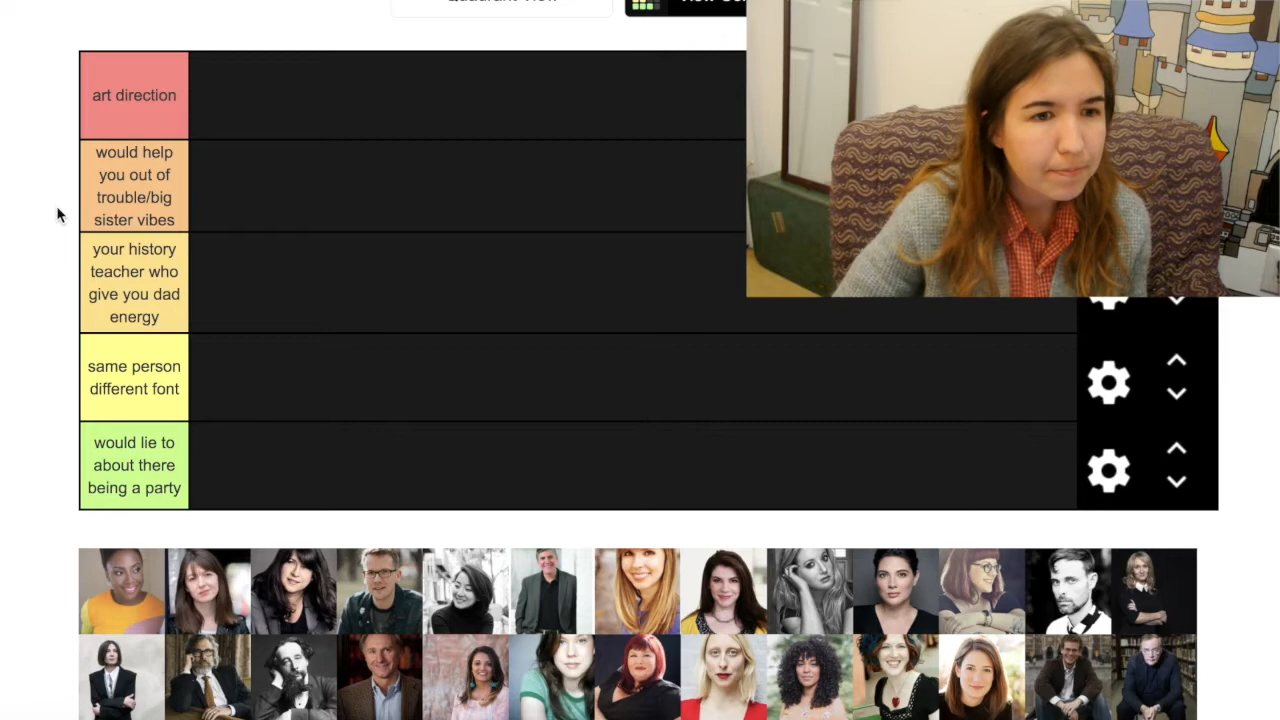 art direction
would help
you out of
trouble/big
sister vibes
your history
teacher who
give you dad
energy
same person
different font
would lie to
about there
being a party